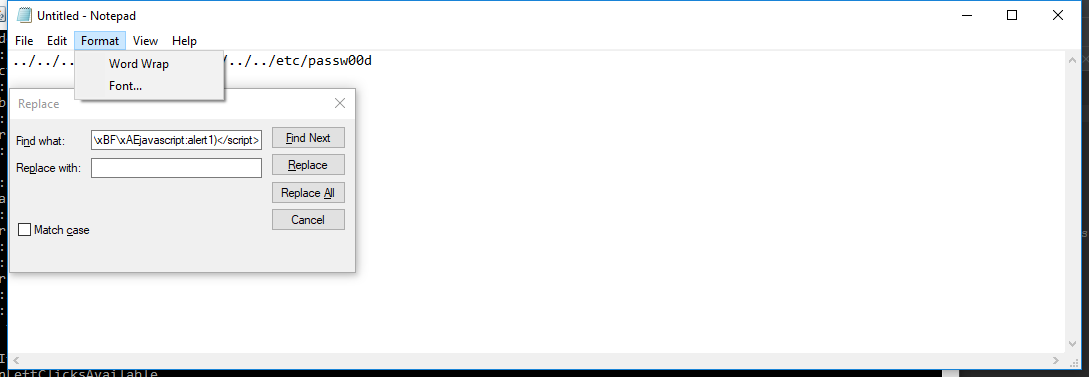 Untitled - Notepad
File Edit Format View Help
../../.. /../../etc/passw00d
Word Wrap
Font...
Replace
Find what: \xBF\xAEjavascript:alert1)</script> Find Next
Replace with: Replace
Replace All
Match case Cancel
eftClicksAvailable